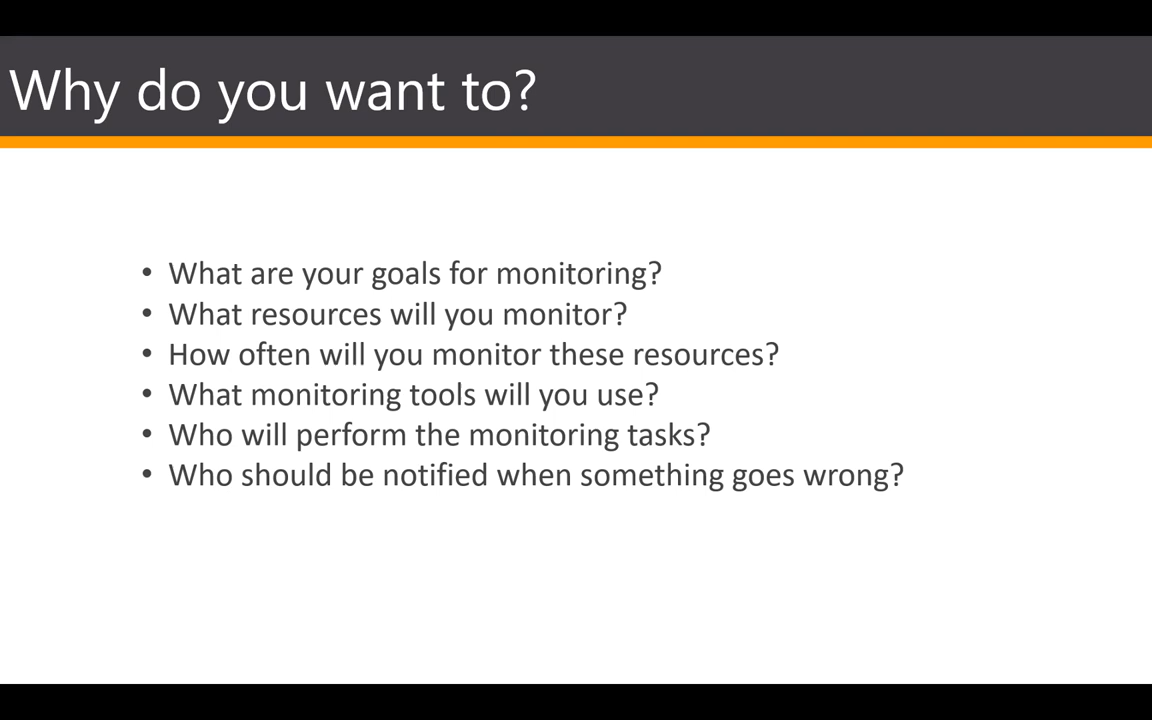 Why do you want to?
• What are your goals for monitoring?
• What resources will you monitor?
• How often will you monitor these resources?
• What monitoring tools will you use?
• Who will perform the monitoring tasks?
• Who should be notified when something goes wrong?